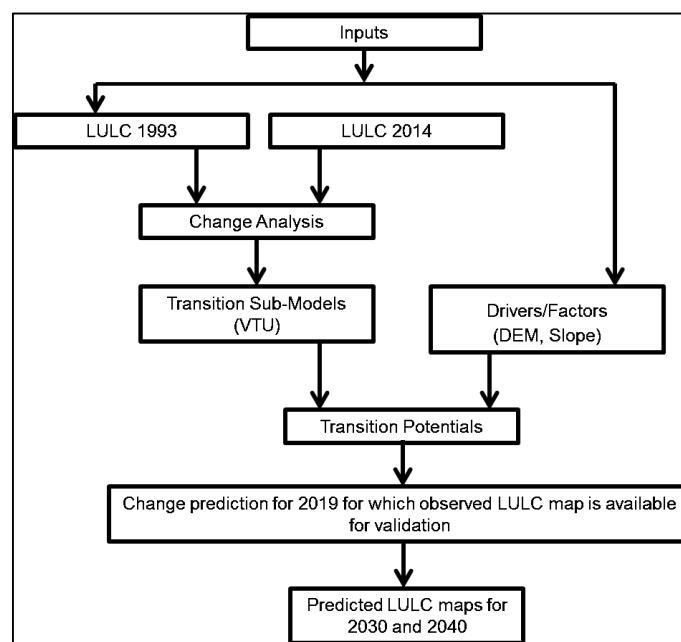 Inputs
LULC 1993
LULC 2014
Change Analysis
Transition Sub-Models
(VTU)
Drivers/Factors
(DEM, Slope)
Transition Potentials
Change prediction for 2019 for which observed LULC map is available
for validation
Predicted LULC maps for
2030 and 2040